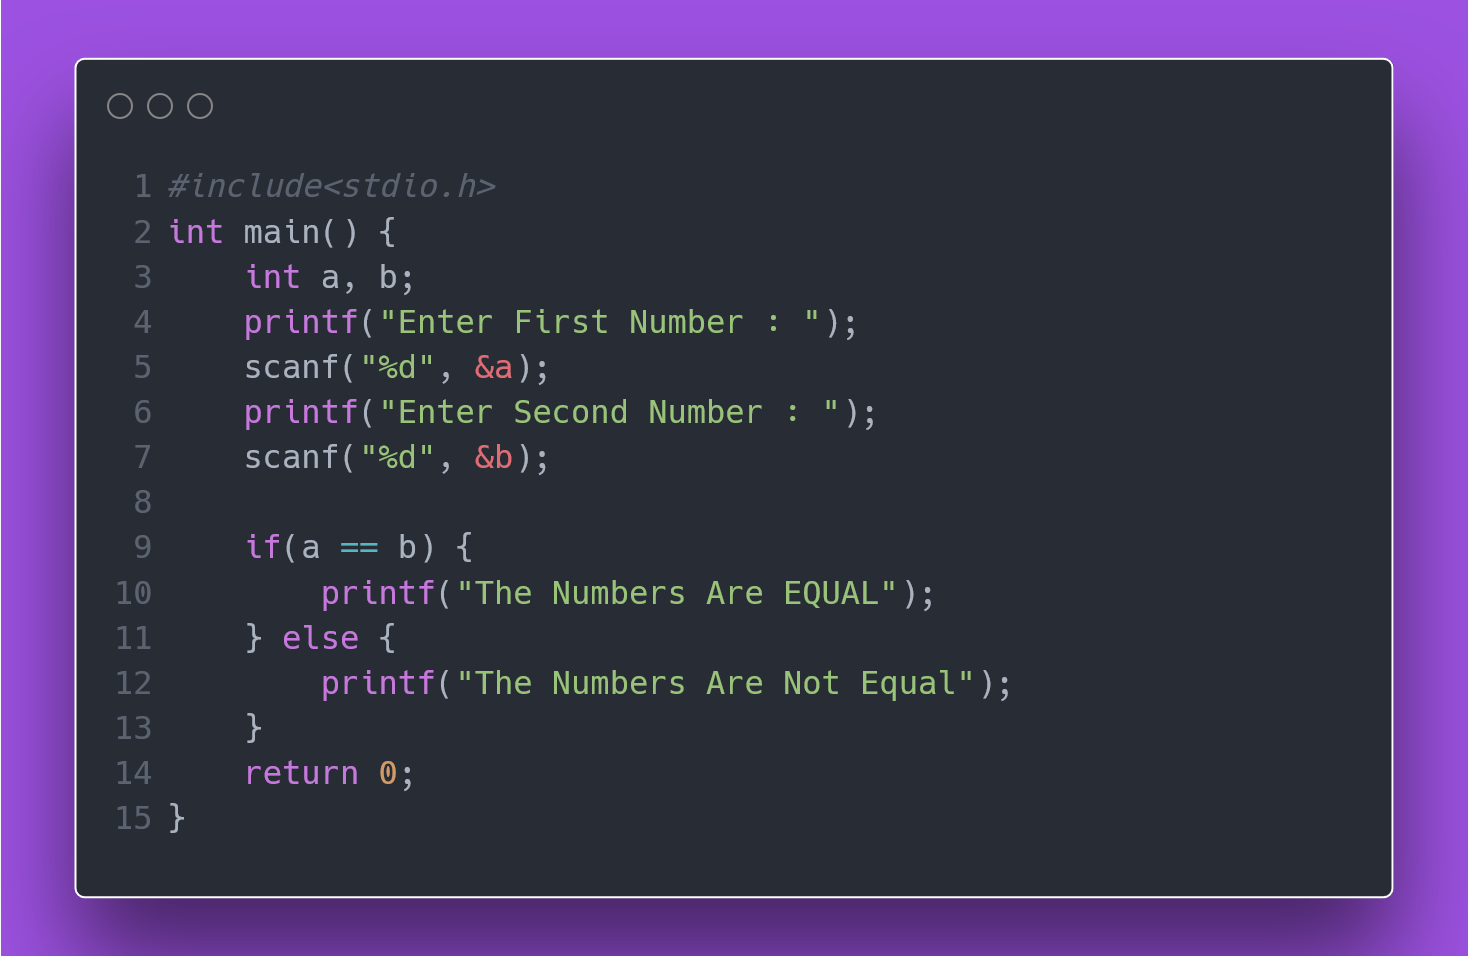 1 #include<stdio.h>
2 int main() {
3     int a, b;
4     printf("Enter First Number : ");
5     scanf("%d", &a);
6     printf("Enter Second Number : ");
7     scanf("%d", &b);
8
9     if(a == b) {
10         printf("The Numbers Are EQUAL");
11     } else {
12         printf("The Numbers Are Not Equal");
13     }
14     return 0;
15 }